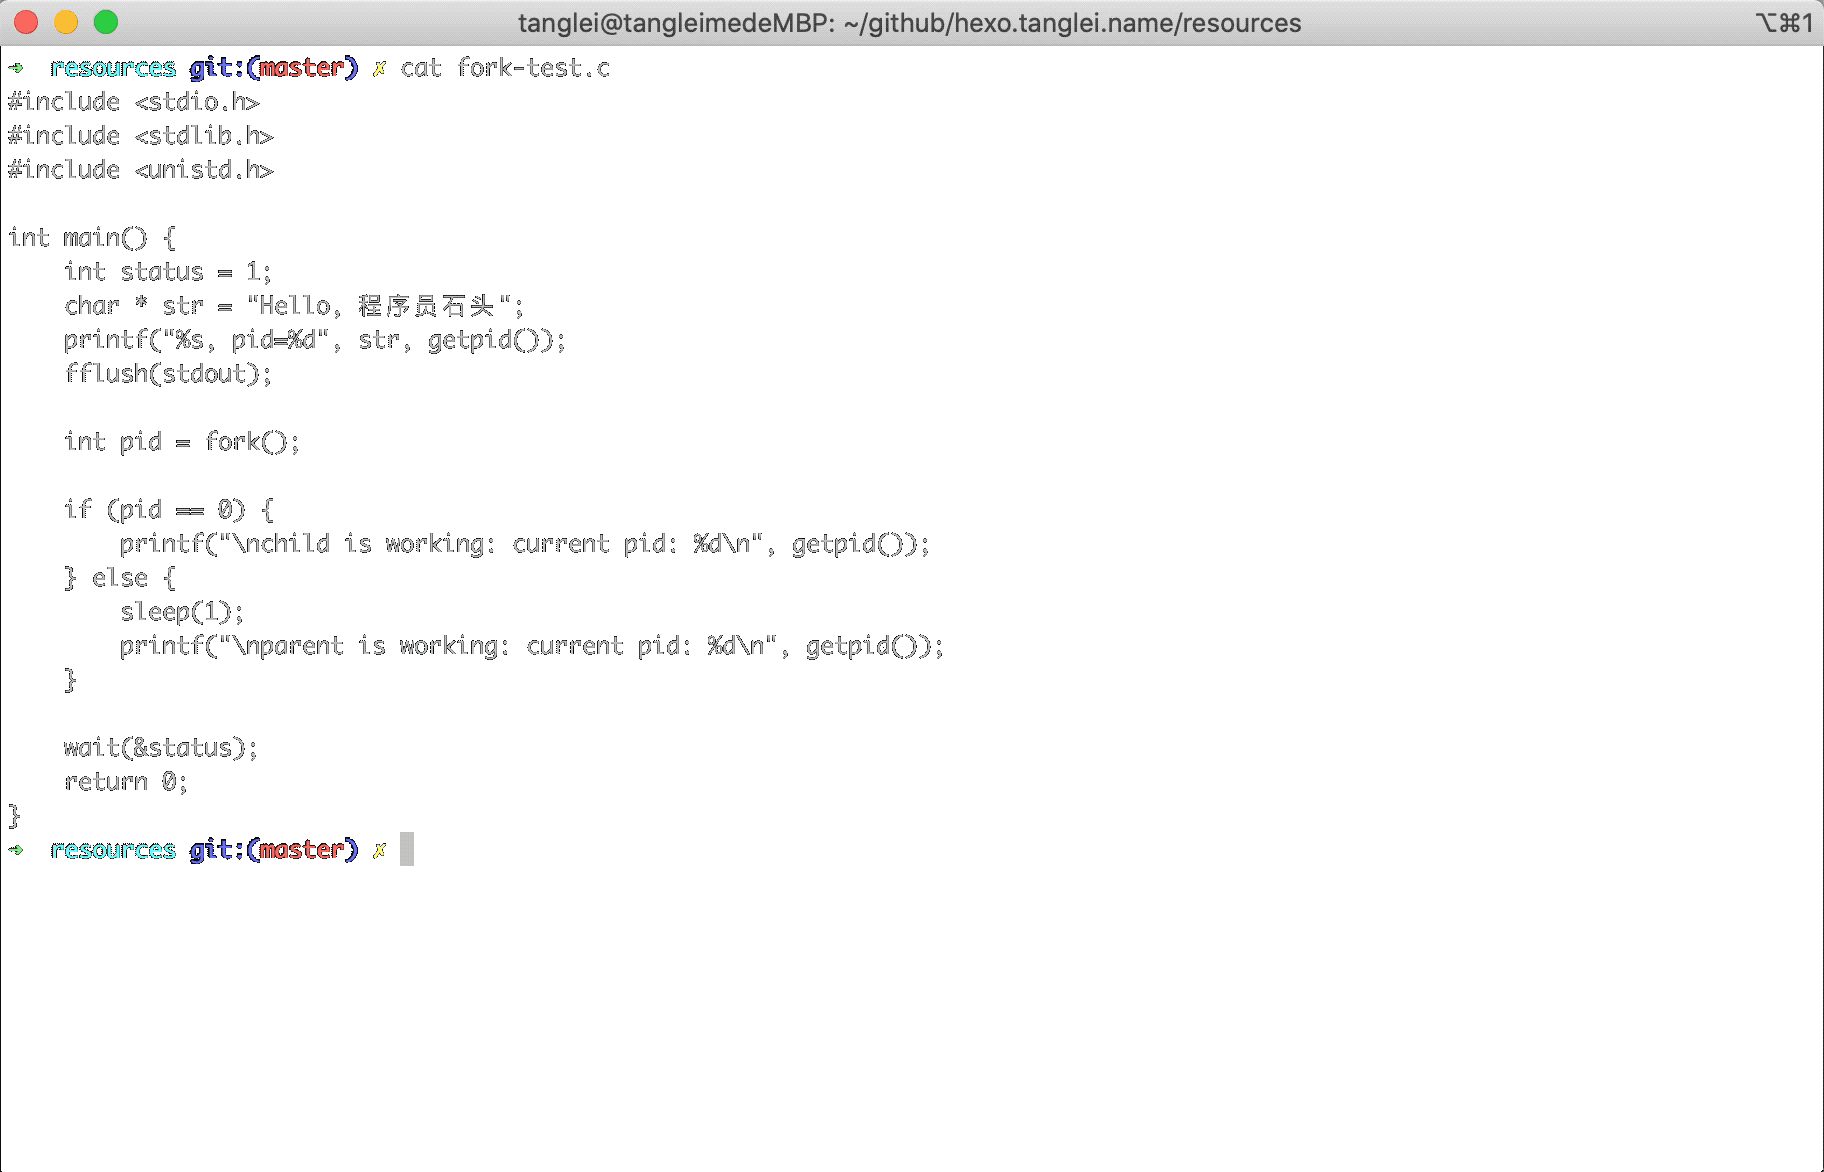 tanglei@tangleimedeMBP: ~/github/hexo.tanglei.name/resources ⌥⌘1
➜  resources git:(master) ✗ cat fork-test.c
#include <stdio.h>
#include <stdlib.h>
#include <unistd.h>

int main() {
    int status = 1;
    char * str = "Hello, 程序员石头";
    printf("%s, pid=%d", str, getpid());
    fflush(stdout);

    int pid = fork();

    if (pid == 0) {
        printf("\nchild is working: current pid: %d\n", getpid());
    } else {
        sleep(1);
        printf("\nparent is working: current pid: %d\n", getpid());
    }

    wait(&status);
    return 0;
}
➜  resources git:(master) ✗